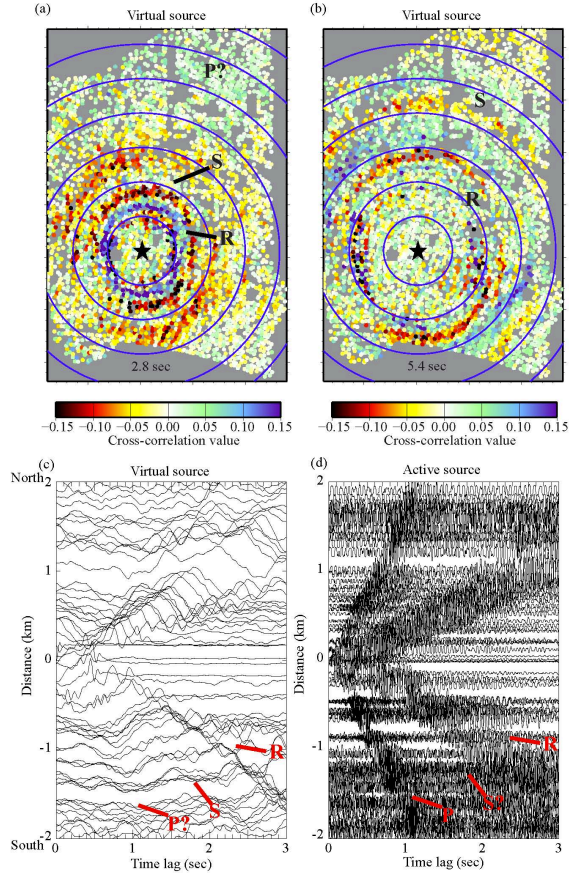 (a) Virtual source
(b) Virtual source
P?
S
S
R
R
2.8 sec
5.4 sec
−0.15 −0.10 −0.05 0.00 0.05 0.10 0.15
−0.15 −0.10 −0.05 0.00 0.05 0.10 0.15
Cross-correlation value
Cross-correlation value
(c) Virtual source
(d) Active source
North
2
1
0
-1
-2
South
Distance (km)
R
S
P?
0 1 2 3
Time lag (sec)
2
1
0
-1
-2
Distance (km)
R
P
0 1 2 3
Time lag (sec)